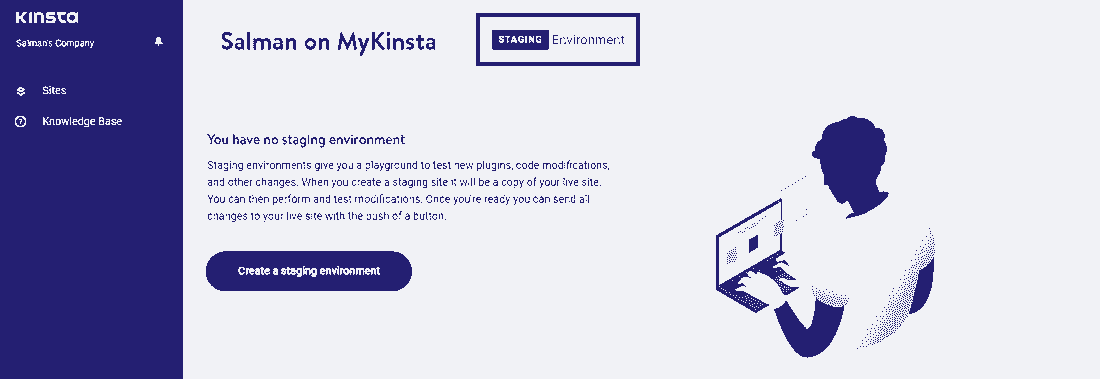 KINSTA
Salman's Company
Sites
Knowledge Base
Salman on MyKinsta
STAGING Environment
You have no staging environment
Staging environments give you a playground to test new plugins, code modifications,
and other changes. When you create a staging site it will be a copy of your live site.
You can then perform and test modifications. Once you're ready you can send all
changes to your live site with the push of a button.
Create a staging environment